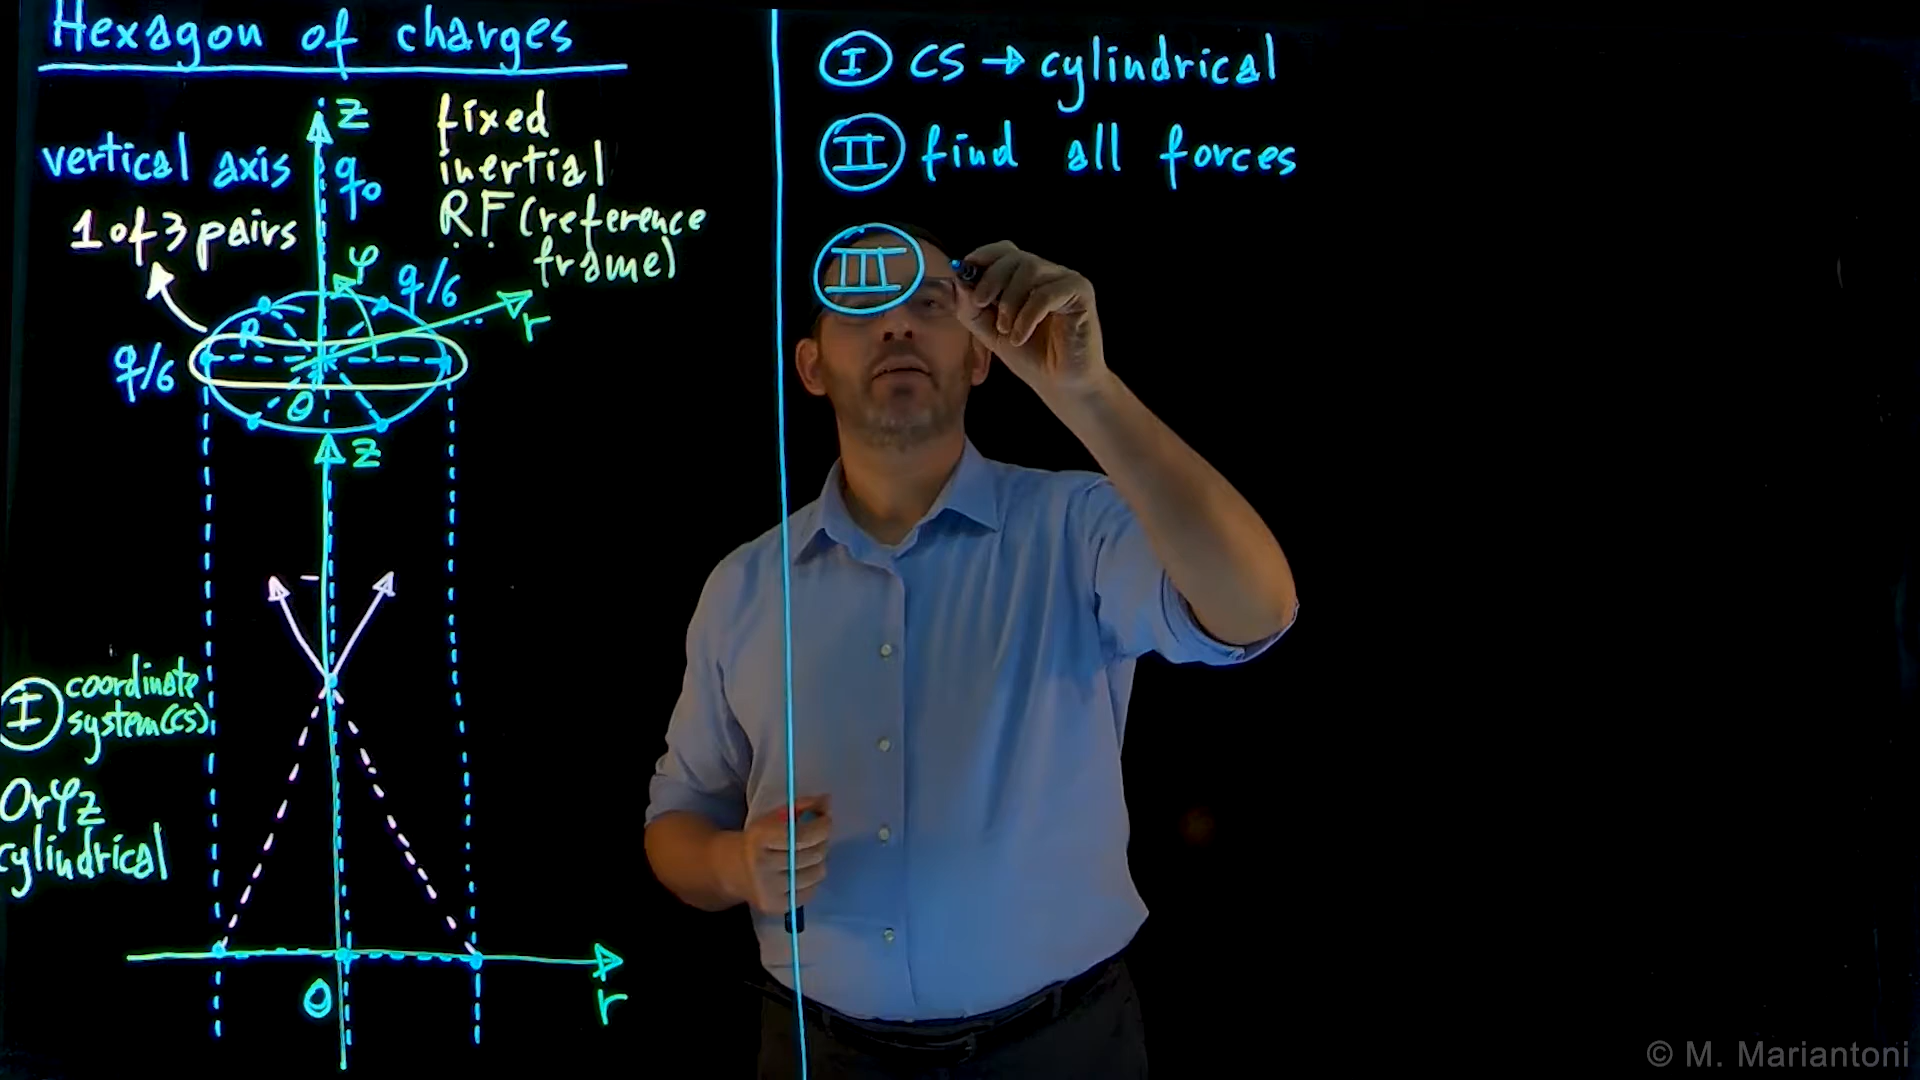 Hexagon of charges
z
vertical axis
q₀
fixed
inertial
RF (reference
frame)
1 of 3 pairs
φ
q/6
r
R
q/6
O
z
I coordinate
system (CS)
Orφz
cylindrical
O
r
I CS → cylindrical
II find all forces
III
© M. Mariantoni